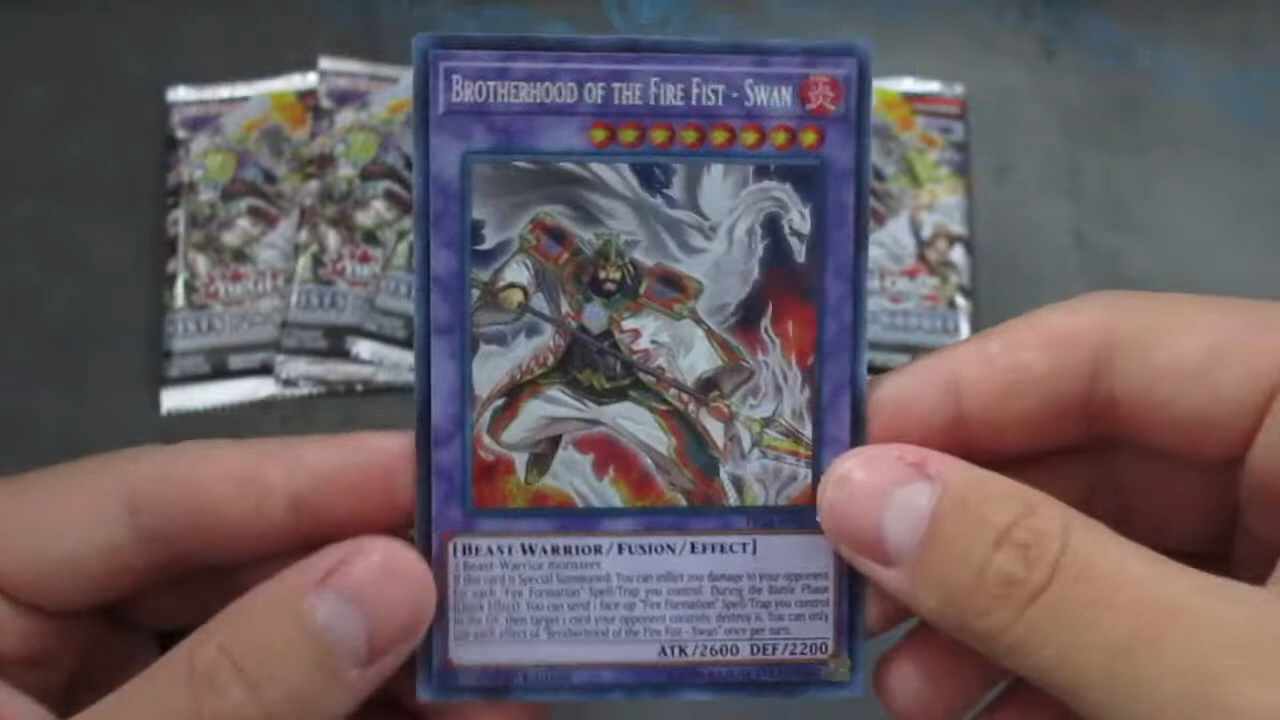 BROTHERHOOD OF THE FIRE FIST - SWAN
炎
[BEAST-WARRIOR/FUSION/EFFECT]
Beast-Warrior monsters
If this card is Special Summoned: You can inflict 200 damage to your opponent
for each "Fire Formation" Spell/Trap you control. During the Battle Phase
(Quick Effect): You can send 1 face-up "Fire Formation" Spell/Trap you control
to the GY, then target 1 card your opponent controls; destroy it. You can only
use each effect of "Brotherhood of the Fire Fist - Swan" once per turn.
ATK/2600 DEF/2200